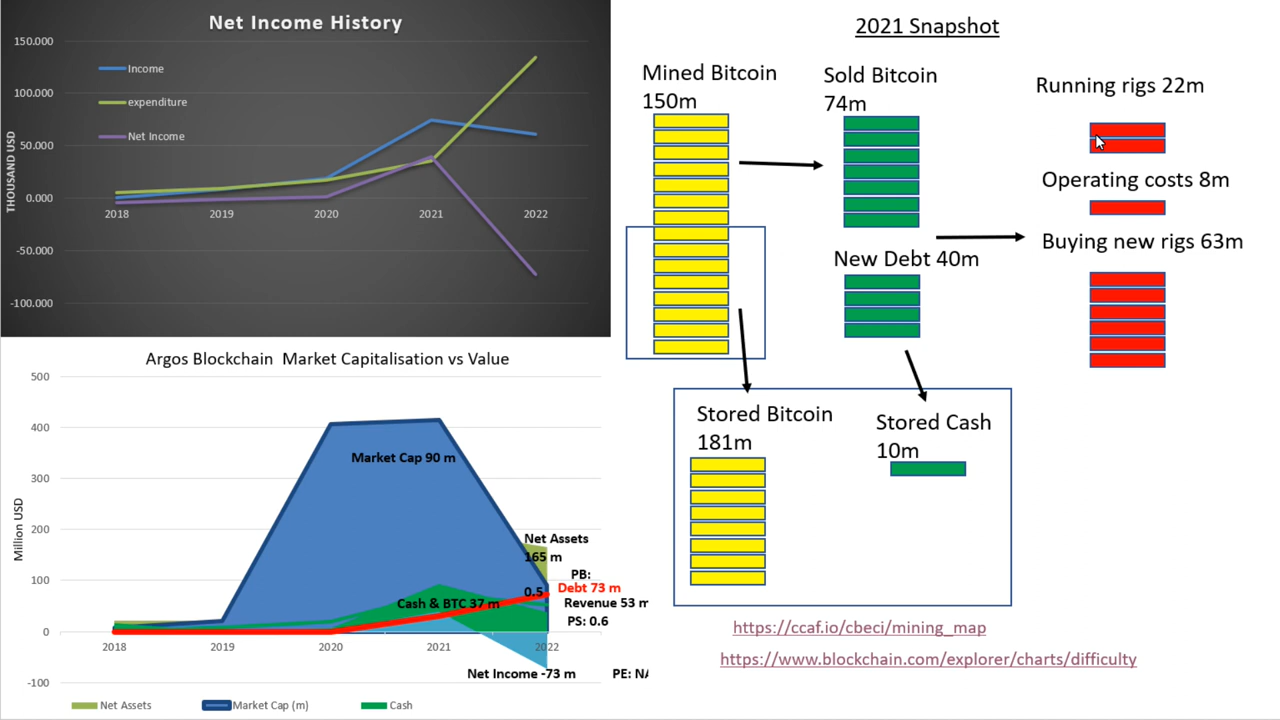 Net Income History
150.000
100.000
50.000
0.000
-50.000
-100.000
THOUSAND USD
Income
expenditure
Net Income
2018 2019 2020 2021 2022
Argos Blockchain Market Capitalisation vs Value
500
400
300
200
100
0
-100
Million USD
Market Cap 90 m
Net Assets
165 m
PB:
0.5
Debt 73 m
Cash & BTC 37 m
Revenue 53 m
PS: 0.6
2018 2019 2020 2021 2022
Net Income -73 m PE:
Net Assets Market Cap (m) Cash
2021 Snapshot
Mined Bitcoin
150m
Sold Bitcoin
74m
Running rigs 22m
Operating costs 8m
Buying new rigs 63m
New Debt 40m
Stored Bitcoin
181m
Stored Cash
10m
https://ccaf.io/cbeci/mining_map
https://www.blockchain.com/explorer/charts/difficulty